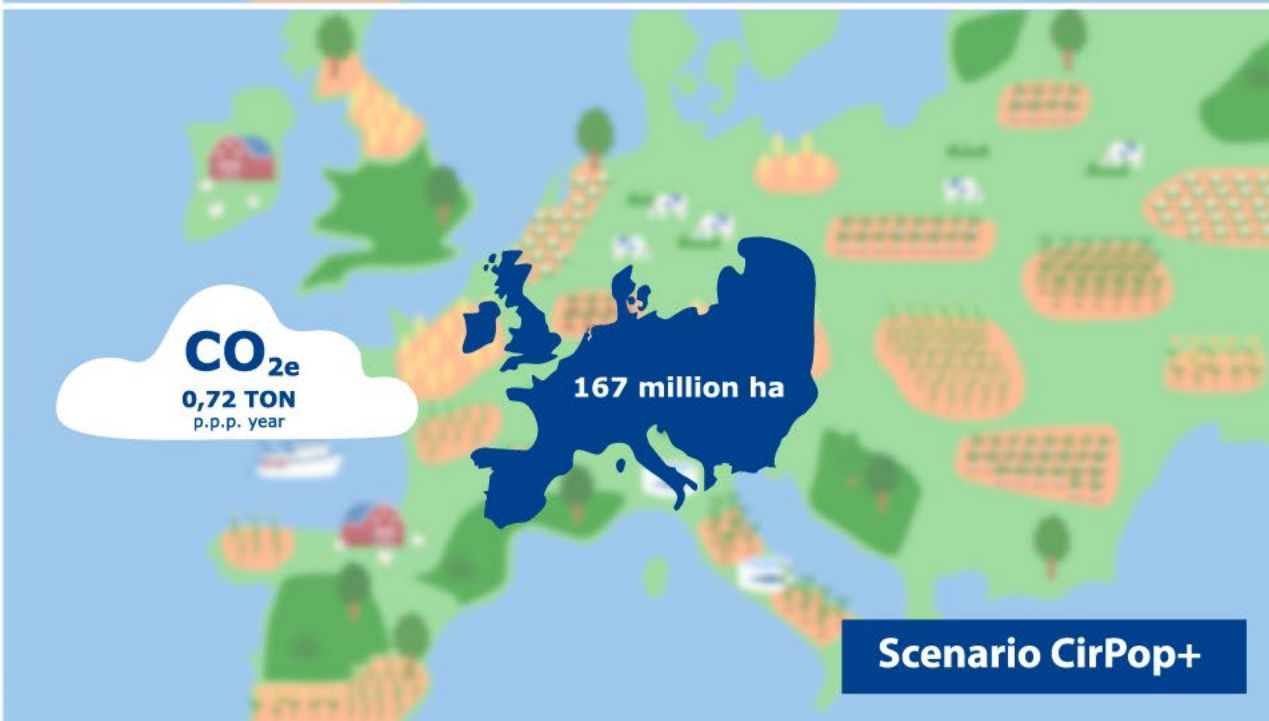 CO2e
0,72 TON
p.p.p. year
167 million ha
Scenario CirPop+